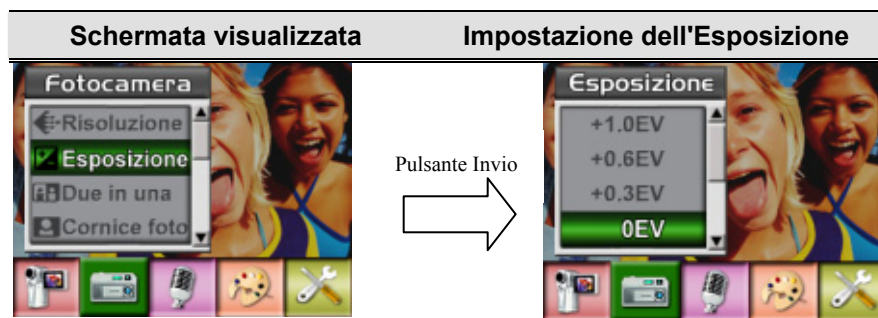 Schermata visualizzata
Impostazione dell'Esposizione
Fotocamera
Risoluzione
Esposizione
Due in una
Cornice foto
Pulsante Invio
Esposizione
+1.0EV
+0.6EV
+0.3EV
0EV